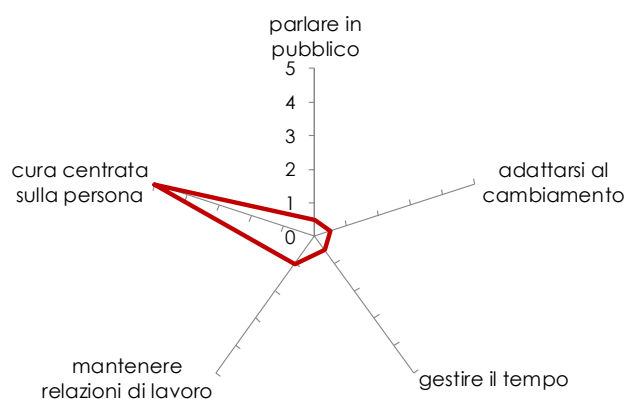 parlare in
pubblico
5
4
3
2
1
0
adattarsi al
cambiamento
gestire il tempo
mantenere
relazioni di lavoro
cura centrata
sulla persona